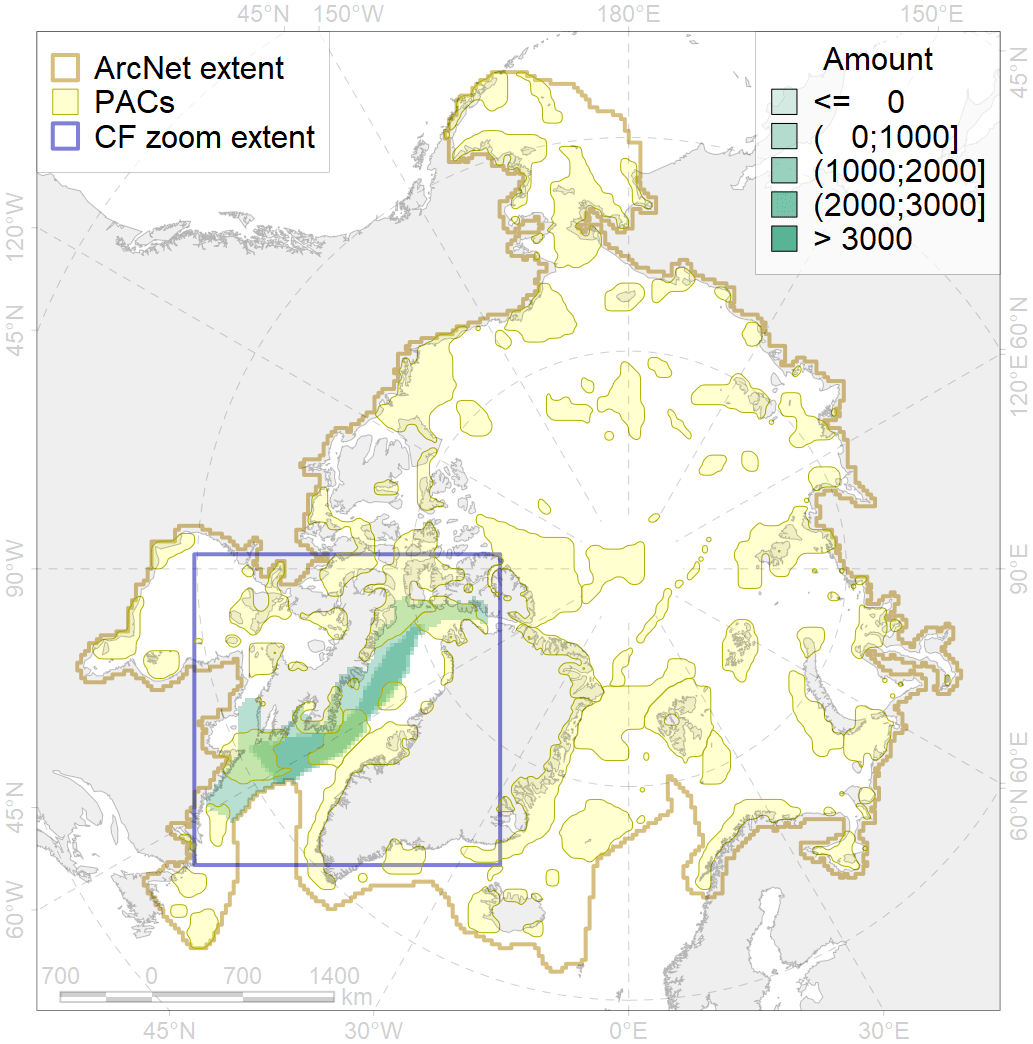 45°N 150°W 180°E 150°E
ArcNet extent
PACs
CF zoom extent
Amount
<= 0
( 0;1000]
(1000;2000]
(2000;3000]
> 3000
45°N
120°W
45°N
60°N
120°E
90°W
90°E
45°N
60°E
60°N
60°W
700 0 700 1400
km
45°N 30°W 0°E 30°E